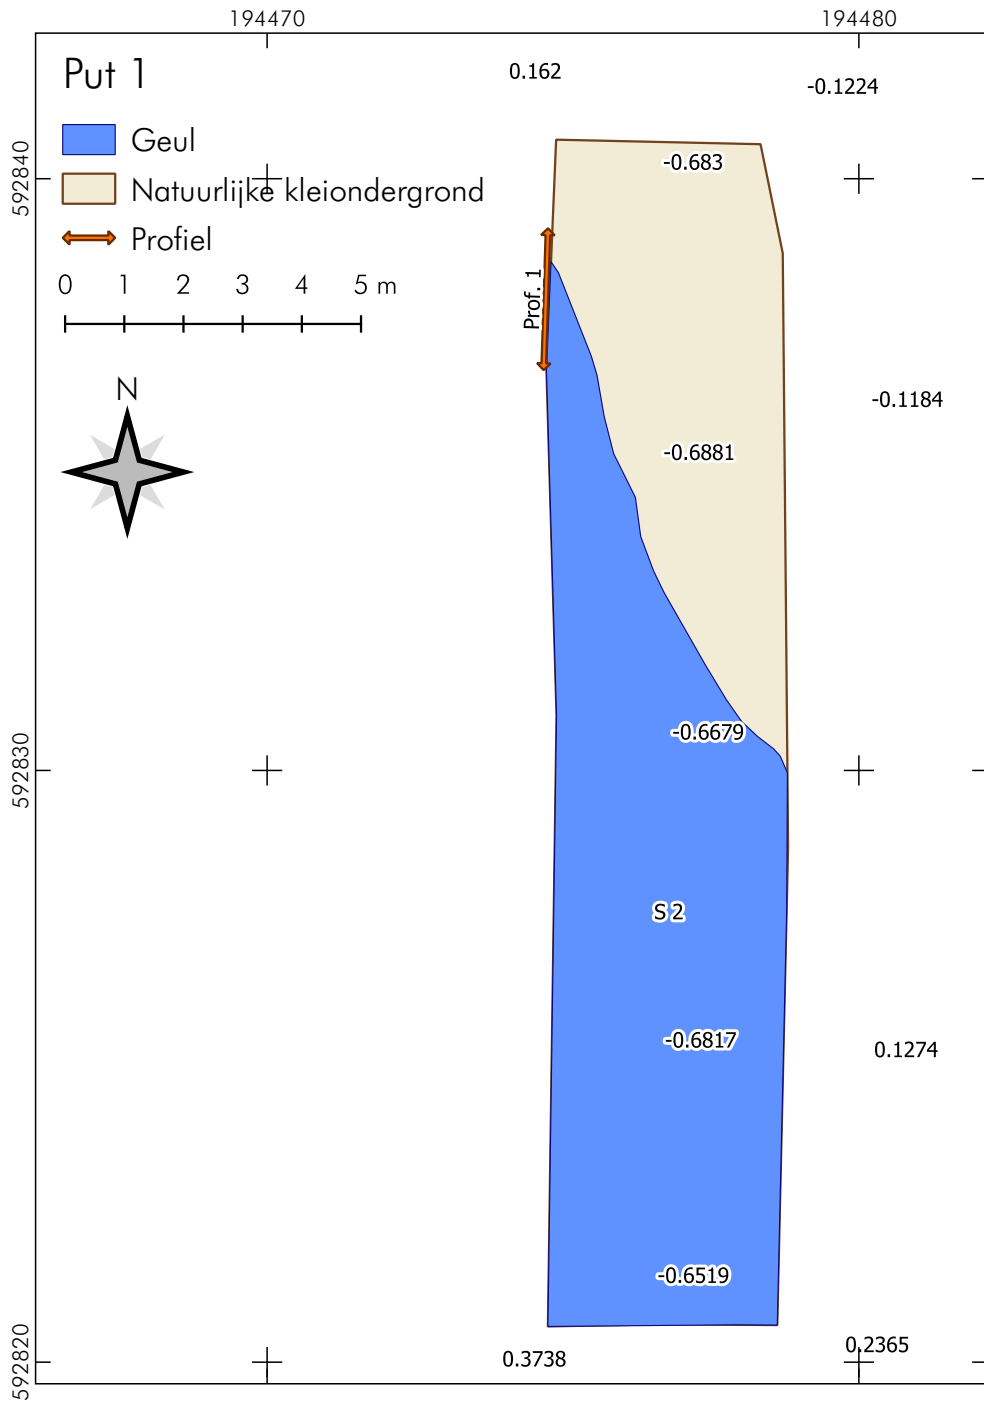 194470
194480
Put 1
0.162
-0.1224
Geul
592840
-0.683
Natuurlijke kleiondergrond
Profiel
0 1 2 3 4 5 m
Prof. 1
N
-0.1184
-0.6881
-0.6679
592830
S 2
-0.6817
0.1274
-0.6519
592820
0.3738
0.2365